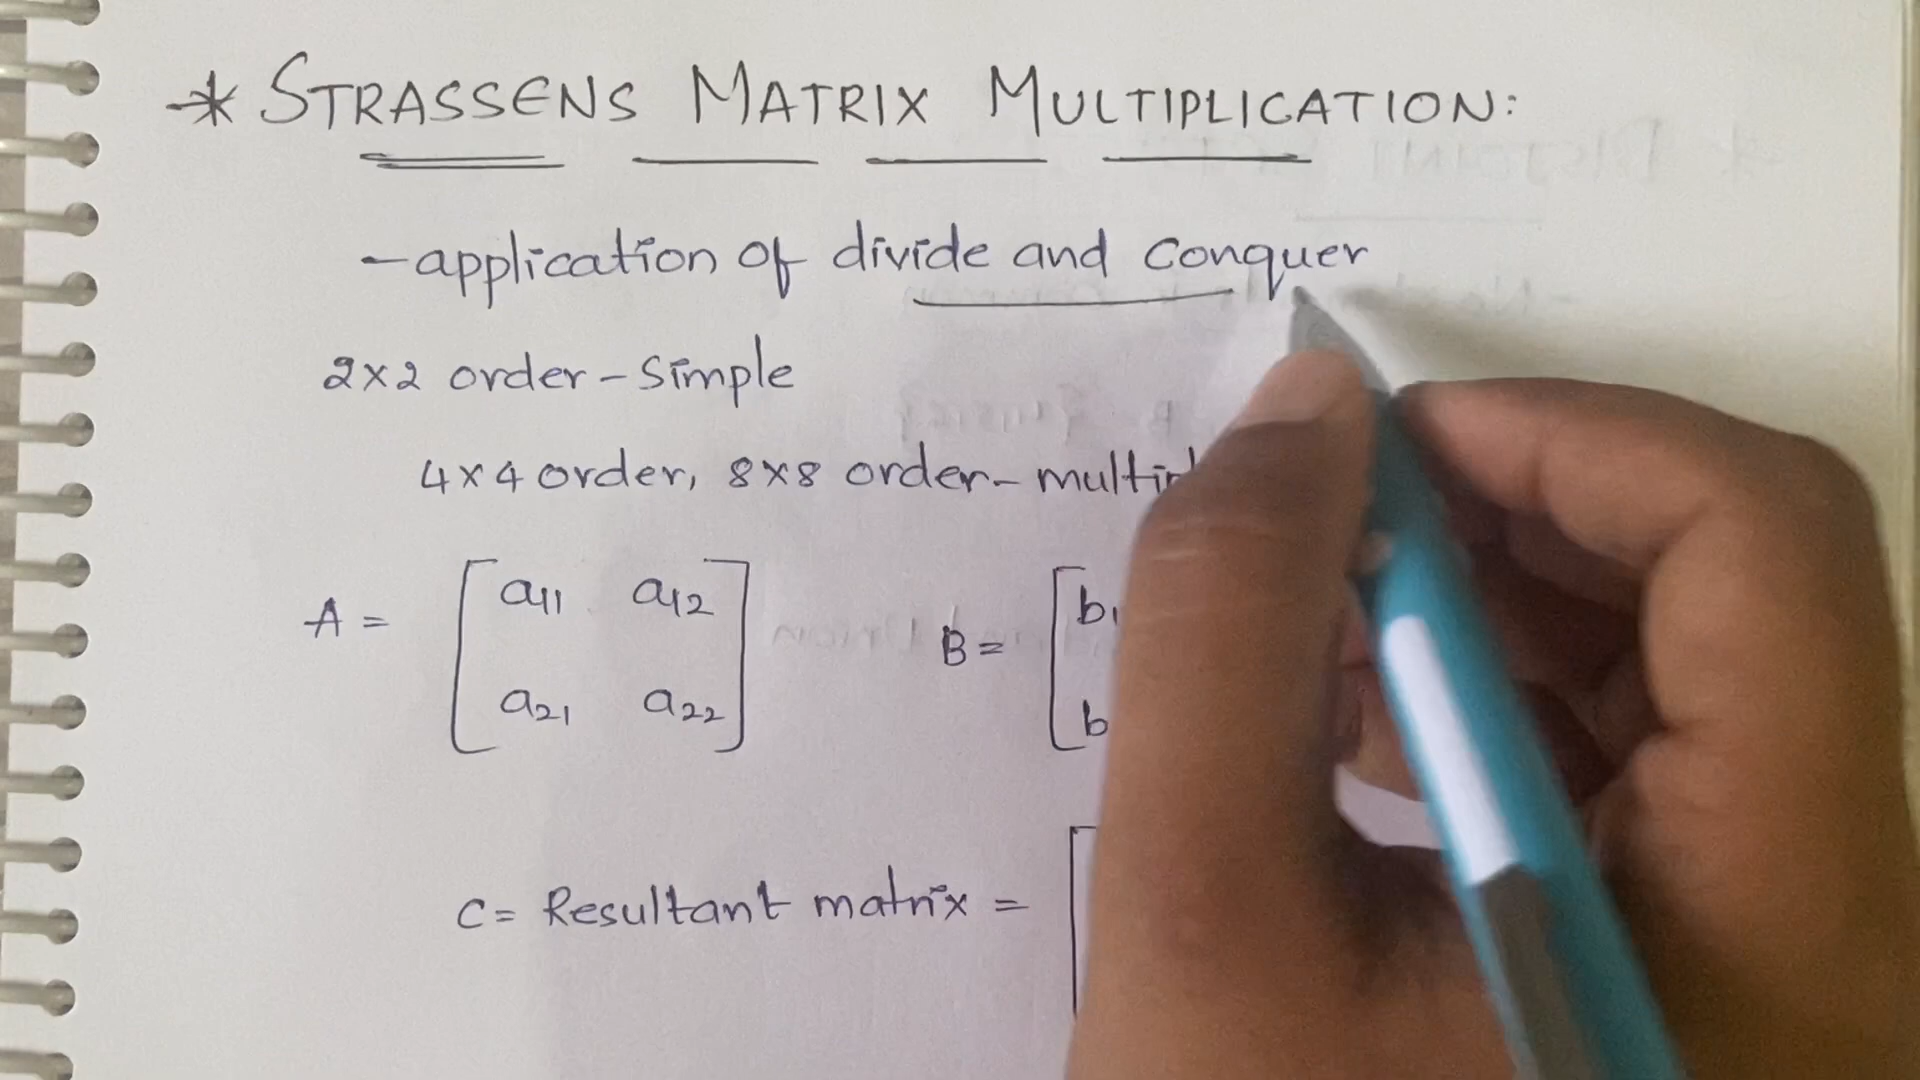 * STRASSENS MATRIX MULTIPLICATION:
- application of divide and conquer
2x2 order - simple
4x4 order, 8x8 order -
A = [ a11 a12
a21 a22 ]
B = [ b
b
C = Resultant matrix = [